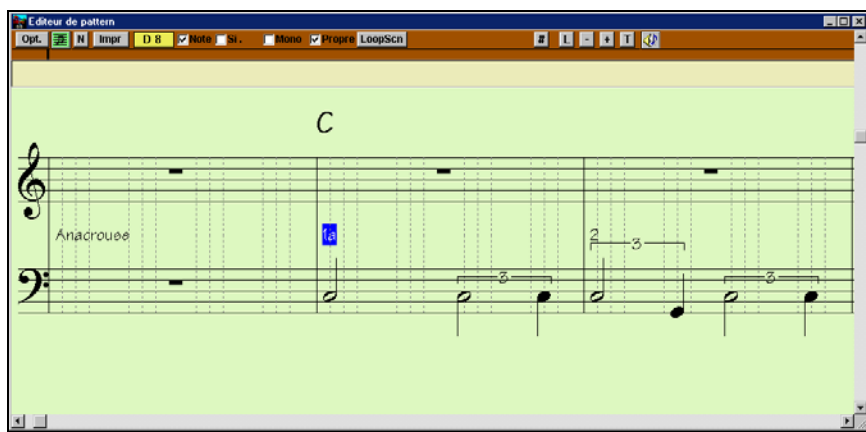 Editeur de pattern
Opt. N Impr D 8 Note Si. Mono Propre LoopScn # L - + T
C
Anacrouse 1a 2
3 3 3